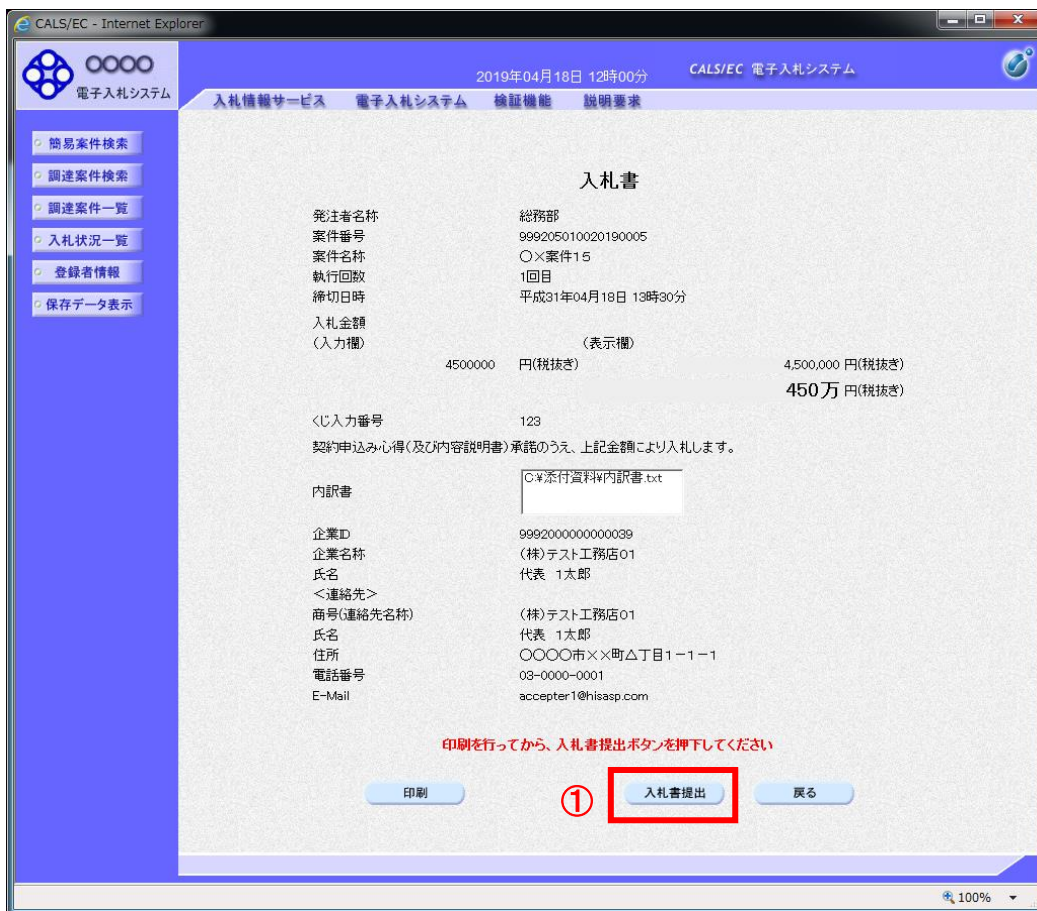 CALS/EC - Internet Explorer
〇〇〇〇
電子入札システム
2019年04月18日 12時00分
CALS/EC 電子入札システム
入札情報サービス 電子入札システム 検証機能 説明要求
簡易案件検索
調達案件検索
調達案件一覧
入札状況一覧
登録者情報
保存データ表示
入札書
発注者名称 総務部
案件番号 999205010020190005
案件名称 〇×案件15
執行回数 1回目
締切日時 平成31年04月18日 13時30分
入札金額
(入力欄) (表示欄)
4500000 円(税抜き) 4,500,000 円(税抜き)
450万 円(税抜き)
くじ入力番号 123
契約申込み心得(及び内容説明書)承諾のうえ、上記金額により入札します。
内訳書 C:¥添付資料¥内訳書.txt
企業ID 9992000000000039
企業名称 (株)テスト工務店01
氏名 代表 1太郎
<連絡先>
商号(連絡先名称) (株)テスト工務店01
氏名 代表 1太郎
住所 〇〇〇〇市××町△丁目1-1-1
電話番号 03-0000-0001
E-Mail accepter1@hisasp.com
印刷を行ってから、入札書提出ボタンを押下してください
印刷 ① 入札書提出 戻る
100%